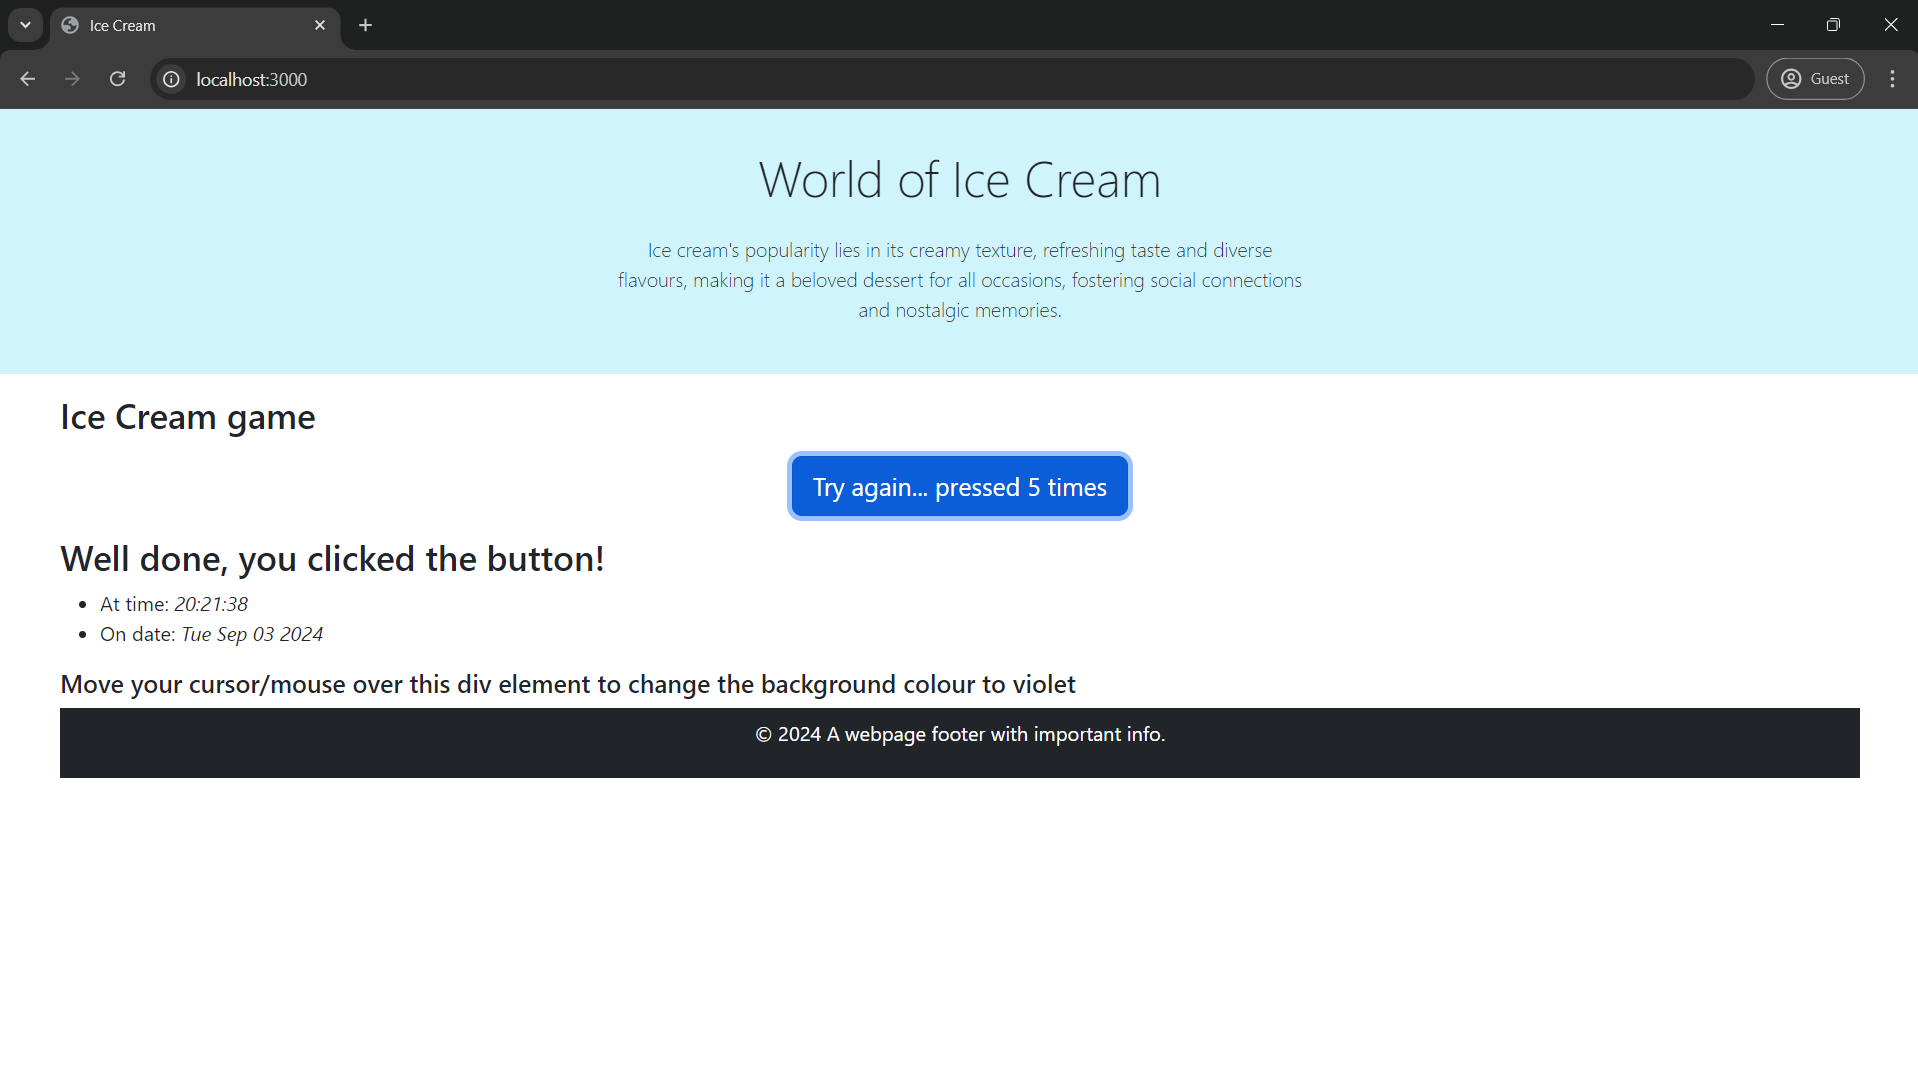 Ice Cream
localhost:3000
Guest
World of Ice Cream
Ice cream's popularity lies in its creamy texture, refreshing taste and diverse
flavours, making it a beloved dessert for all occasions, fostering social connections
and nostalgic memories.
Ice Cream game
Try again... pressed 5 times
Well done, you clicked the button!
At time: 20:21:38
On date: Tue Sep 03 2024
Move your cursor/mouse over this div element to change the background colour to violet
© 2024 A webpage footer with important info.